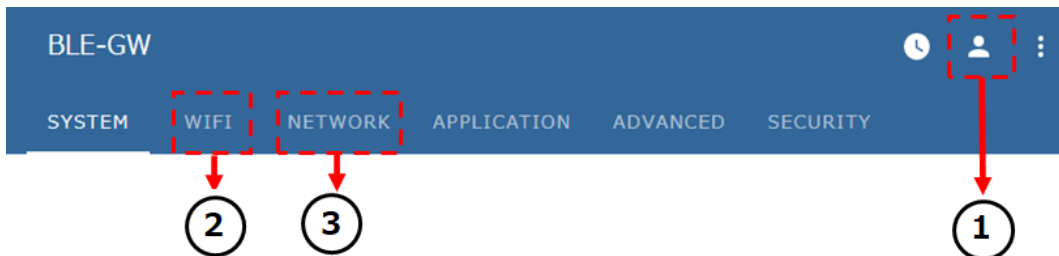 BLE-GW
SYSTEM WIFI NETWORK APPLICATION ADVANCED SECURITY
2 3 1